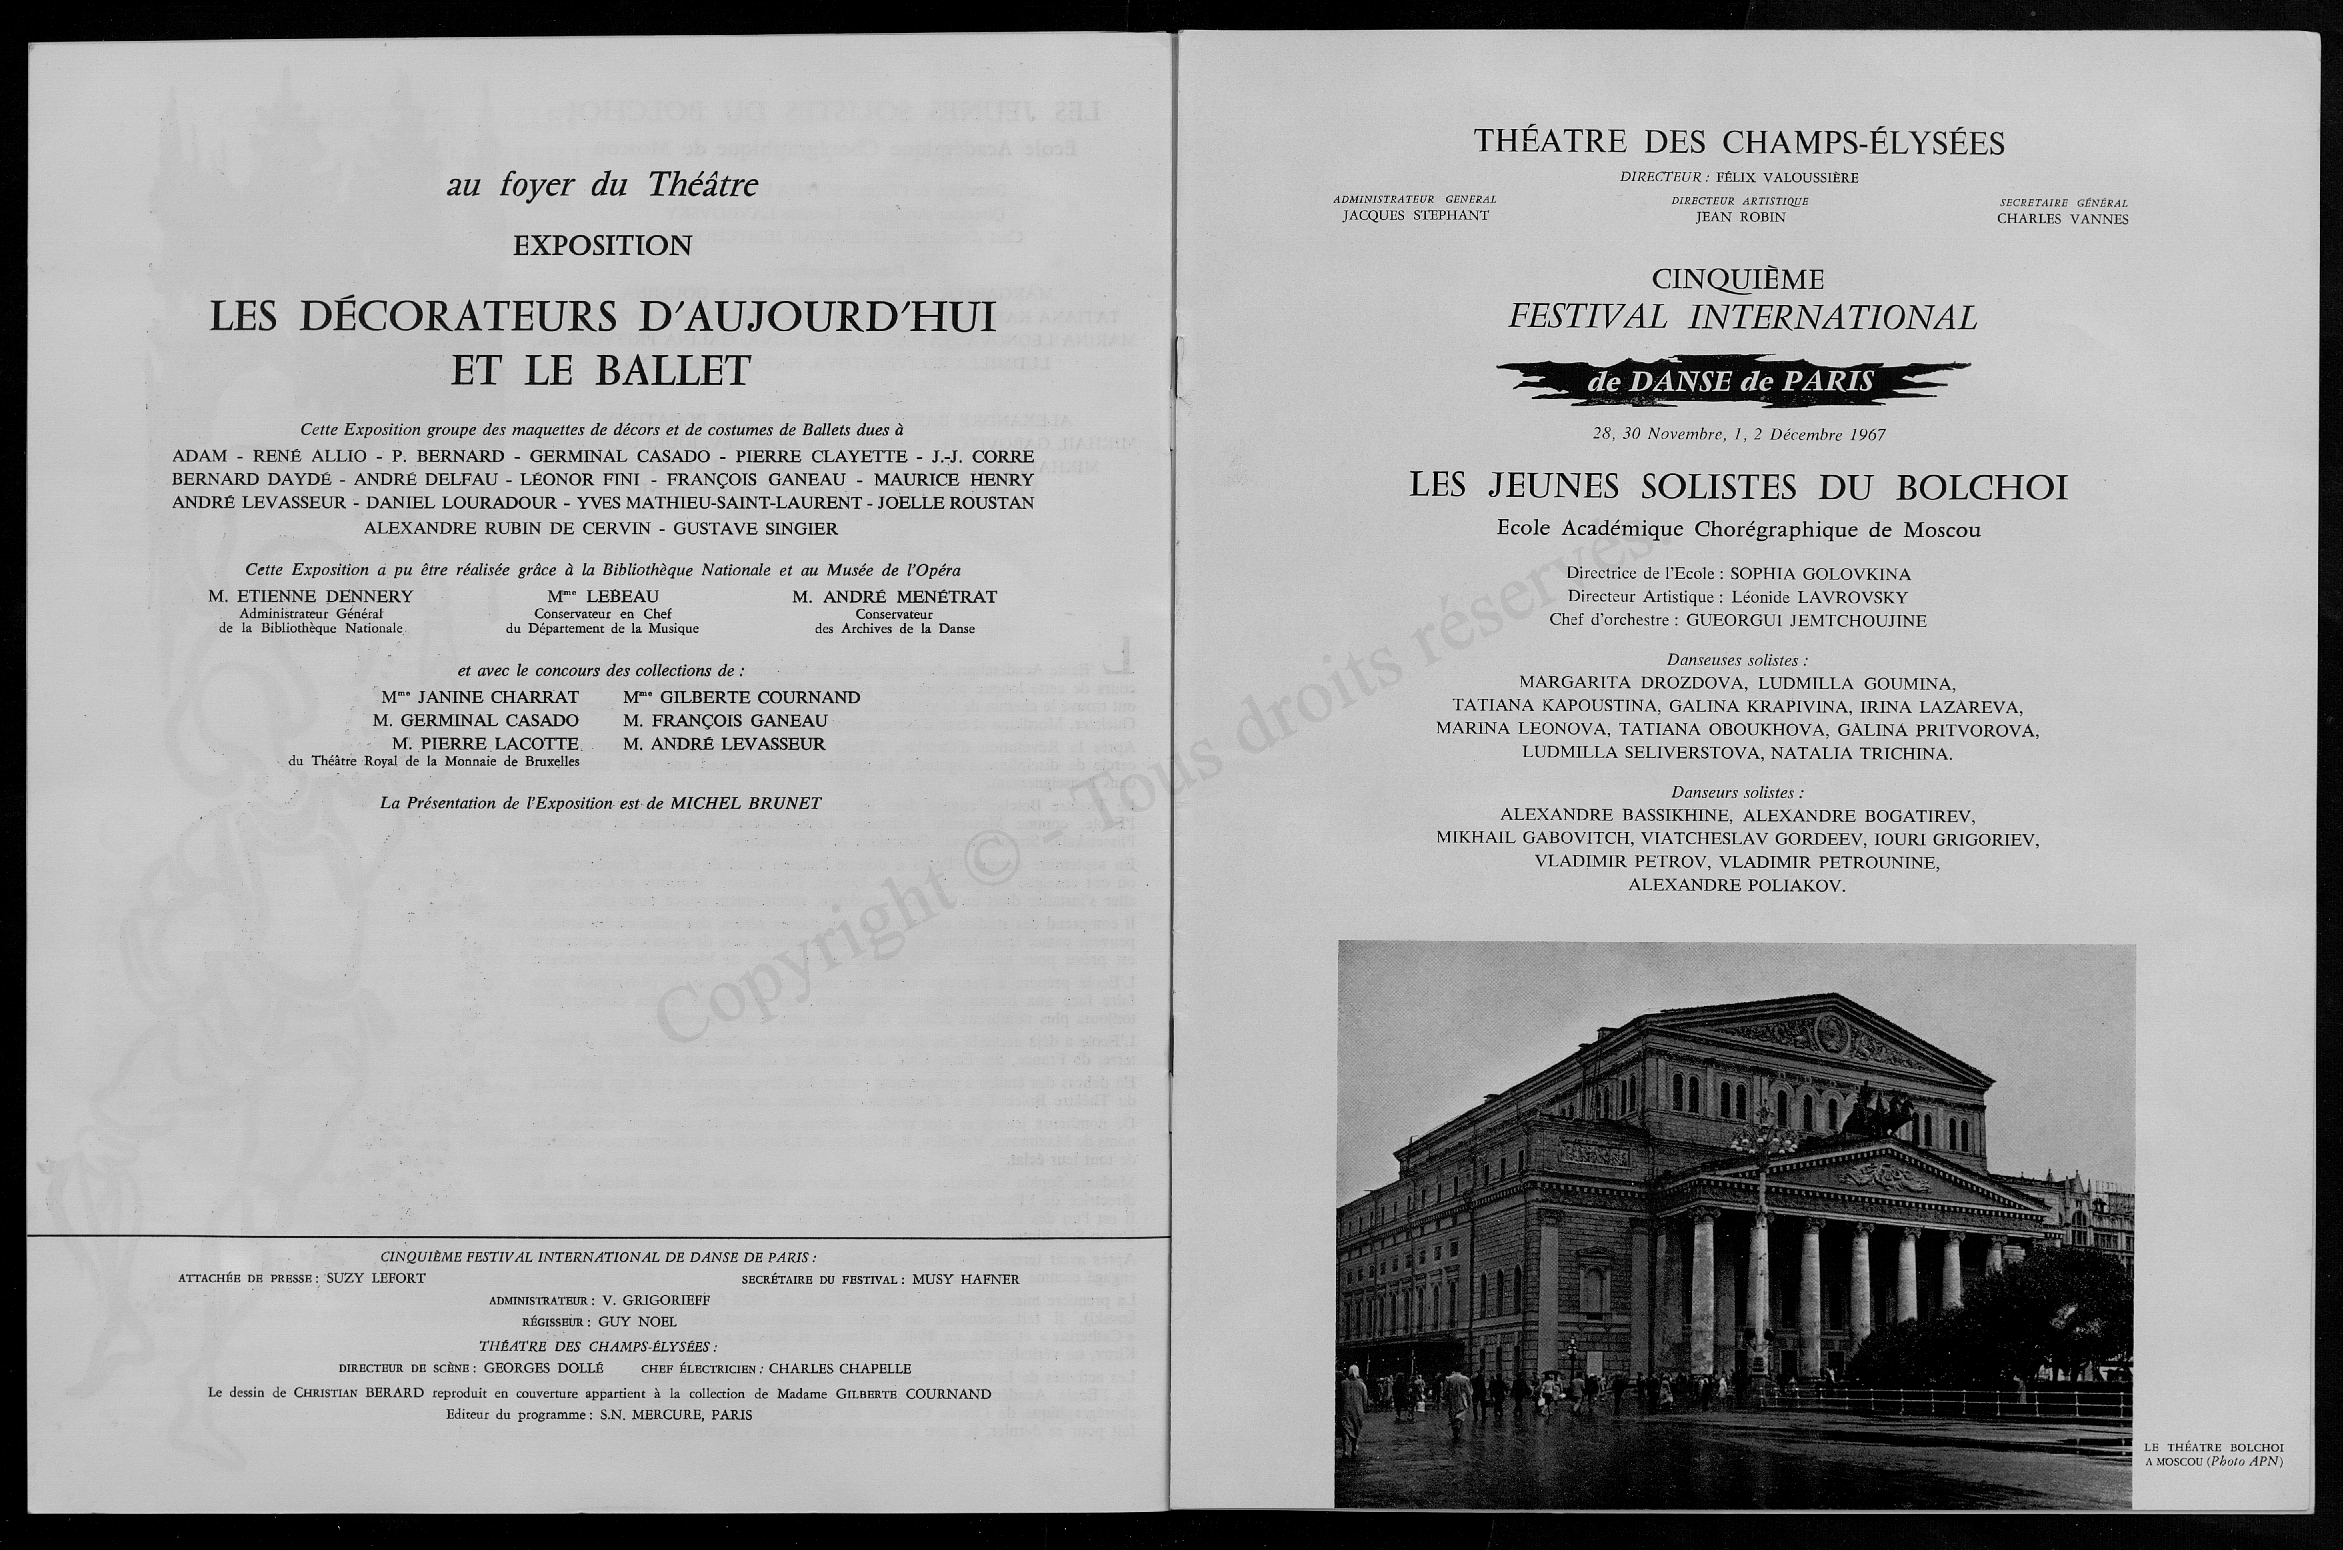 au foyer du Théâtre
EXPOSITION
LES DÉCORATEURS D'AUJOURD'HUI
ET LE BALLET
Cette Exposition groupe des maquettes de décors et de costumes de Ballets dues à
ADAM - RENÉ ALLIO - P. BERNARD - GERMINAL CASADO - PIERRE CLAYETTE - J.-J. CORRE
BERNARD DAYDÉ - ANDRÉ DELFAU - LÉONOR FINI - FRANÇOIS GANEAU - MAURICE HENRY
ANDRÉ LEVASSEUR - DANIEL LOURADOUR - YVES MATHIEU-SAINT-LAURENT - JOELLE ROUSTAN
ALEXANDRE RUBIN DE CERVIN - GUSTAVE SINGIER
Cette Exposition a pu être réalisée grâce à la Bibliothèque Nationale et au Musée de l'Opéra
M. ETIENNE DENNERY
Administrateur Général
de la Bibliothèque Nationale
Mme LEBEAU
Conservateur en Chef
du Département de la Musique
M. ANDRÉ MENÉTRAT
Conservateur
des Archives de la Danse
et avec le concours des collections de :
Mme JANINE CHARRAT Mme GILBERTE COURNAND
M. GERMINAL CASADO M. FRANÇOIS GANEAU
M. PIERRE LACOTTE M. ANDRÉ LEVASSEUR
du Théâtre Royal de la Monnaie de Bruxelles
La Présentation de l'Exposition est de MICHEL BRUNET
CINQUIÈME FESTIVAL INTERNATIONAL DE DANSE DE PARIS :
ATTACHÉE DE PRESSE : SUZY LEFORT SECRÉTAIRE DU FESTIVAL : MUSY HAFNER
ADMINISTRATEUR : V. GRIGORIEFF
RÉGISSEUR : GUY NOEL
THÉATRE DES CHAMPS-ÉLYSÉES :
DIRECTEUR DE SCÈNE : GEORGES DOLLÉ CHEF ÉLECTRICIEN : CHARLES CHAPELLE
Le dessin de CHRISTIAN BERARD reproduit en couverture appartient à la collection de Madame GILBERTE COURNAND
Editeur du programme : S.N. MERCURE, PARIS
THÉATRE DES CHAMPS-ÉLYSÉES
DIRECTEUR : FÉLIX VALOUSSIÈRE
ADMINISTRATEUR GENERAL
JACQUES STEPHANT
DIRECTEUR ARTISTIQUE
JEAN ROBIN
SECRETAIRE GÉNÉRAL
CHARLES VANNES
CINQUIÈME
FESTIVAL INTERNATIONAL
de DANSE de PARIS
28, 30 Novembre, 1, 2 Décembre 1967
LES JEUNES SOLISTES DU BOLCHOI
Ecole Académique Chorégraphique de Moscou
Directrice de l'Ecole : SOPHIA GOLOVKINA
Directeur Artistique : Léonide LAVROVSKY
Chef d'orchestre : GUEORGUI JEMTCHOUJINE
Danseuses solistes :
MARGARITA DROZDOVA, LUDMILLA GOUMINA,
TATIANA KAPOUSTINA, GALINA KRAPIVINA, IRINA LAZAREVA,
MARINA LEONOVA, TATIANA OBOUKHOVA, GALINA PRITVOROVA,
LUDMILLA SELIVERSTOVA, NATALIA TRICHINA.
Danseurs solistes :
ALEXANDRE BASSIKHINE, ALEXANDRE BOGATIREV,
MIKHAIL GABOVITCH, VIATCHESLAV GORDEEV, IOURI GRIGORIEV,
VLADIMIR PETROV, VLADIMIR PETROUNINE,
ALEXANDRE POLIAKOV.
LE THÉATRE BOLCHOI
A MOSCOU (Photo APN)
Copyright © - Tous droits réservés.